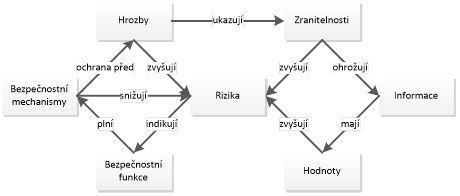 Hrozby
ukazují
Zranitelnosti
ochrana před
zvyšují
zvyšují
ohrožují
Bezpečnostní
mechanismy
snižují
Rizika
Informace
plní
indikují
zvyšují
mají
Bezpečnostní
funkce
Hodnoty